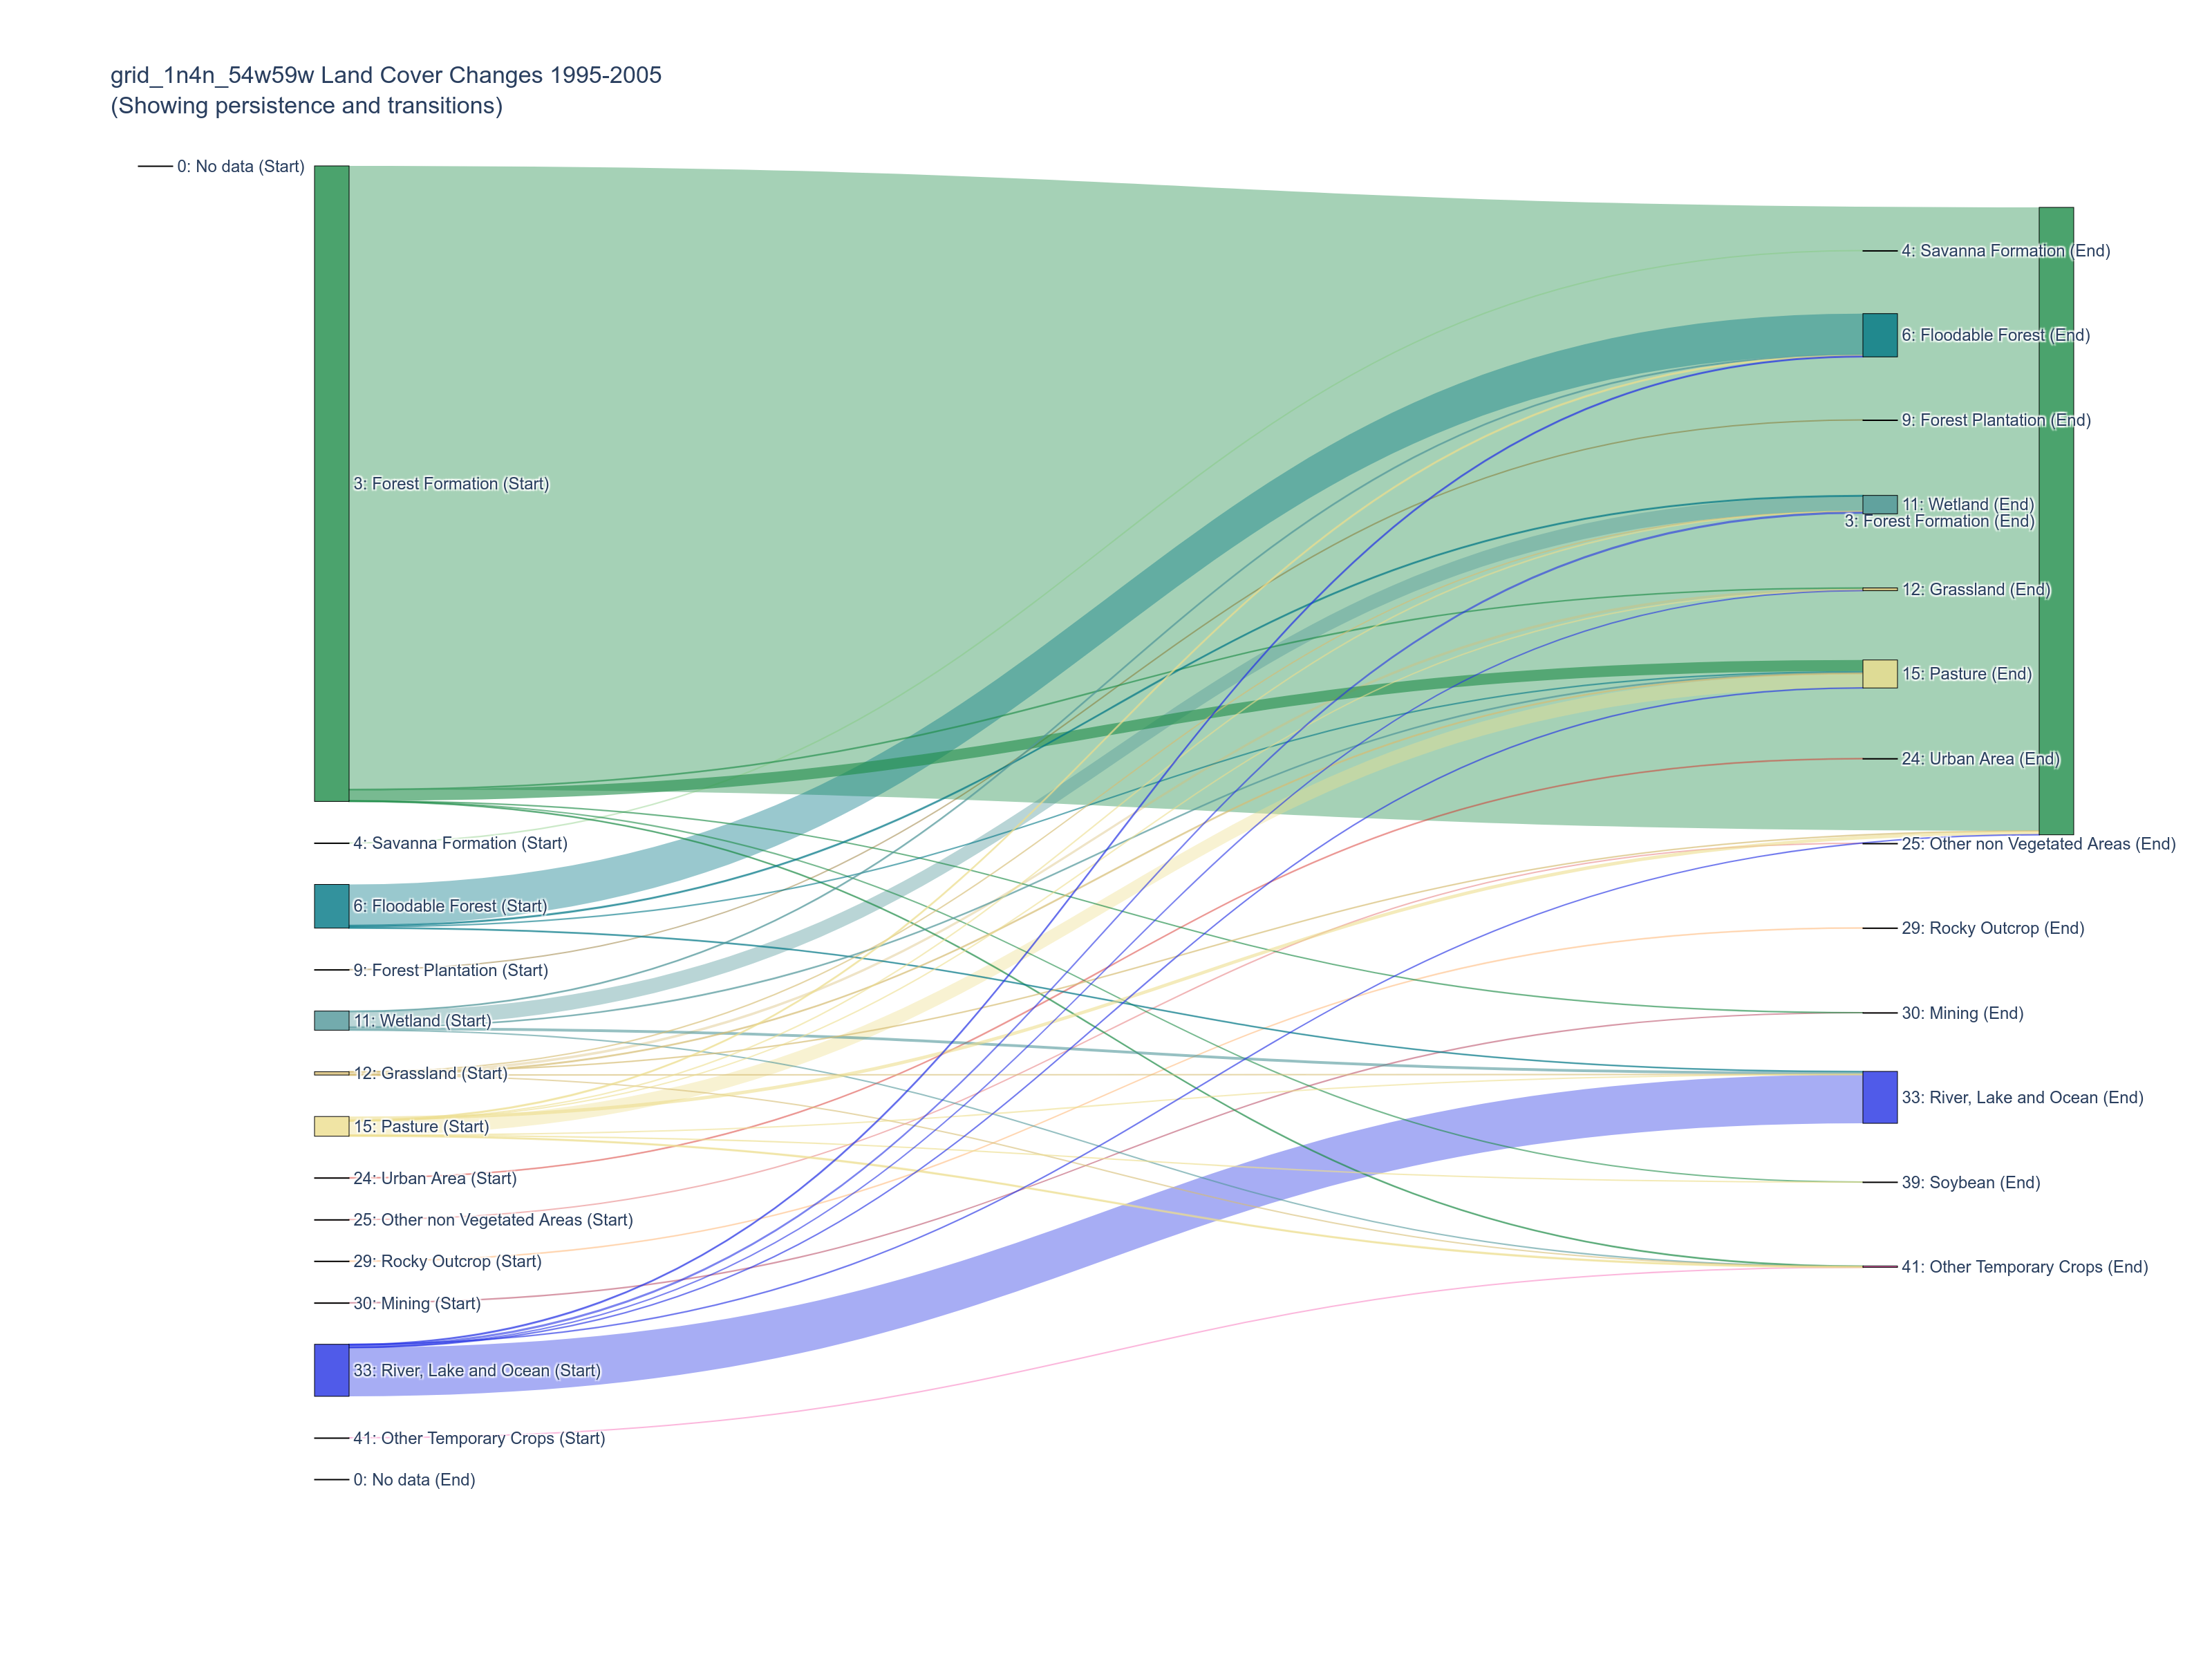 grid_1n4n_54w59w Land Cover Changes 1995-2005
(Showing persistence and transitions)
0: No data (Start)
3: Forest Formation (Start)
4: Savanna Formation (Start)
6: Floodable Forest (Start)
9: Forest Plantation (Start)
11: Wetland (Start)
12: Grassland (Start)
15: Pasture (Start)
24: Urban Area (Start)
25: Other non Vegetated Areas (Start)
29: Rocky Outcrop (Start)
30: Mining (Start)
33: River, Lake and Ocean (Start)
41: Other Temporary Crops (Start)
0: No data (End)
4: Savanna Formation (End)
6: Floodable Forest (End)
9: Forest Plantation (End)
11: Wetland (End)
3: Forest Formation (End)
12: Grassland (End)
15: Pasture (End)
24: Urban Area (End)
25: Other non Vegetated Areas (End)
29: Rocky Outcrop (End)
30: Mining (End)
33: River, Lake and Ocean (End)
39: Soybean (End)
41: Other Temporary Crops (End)